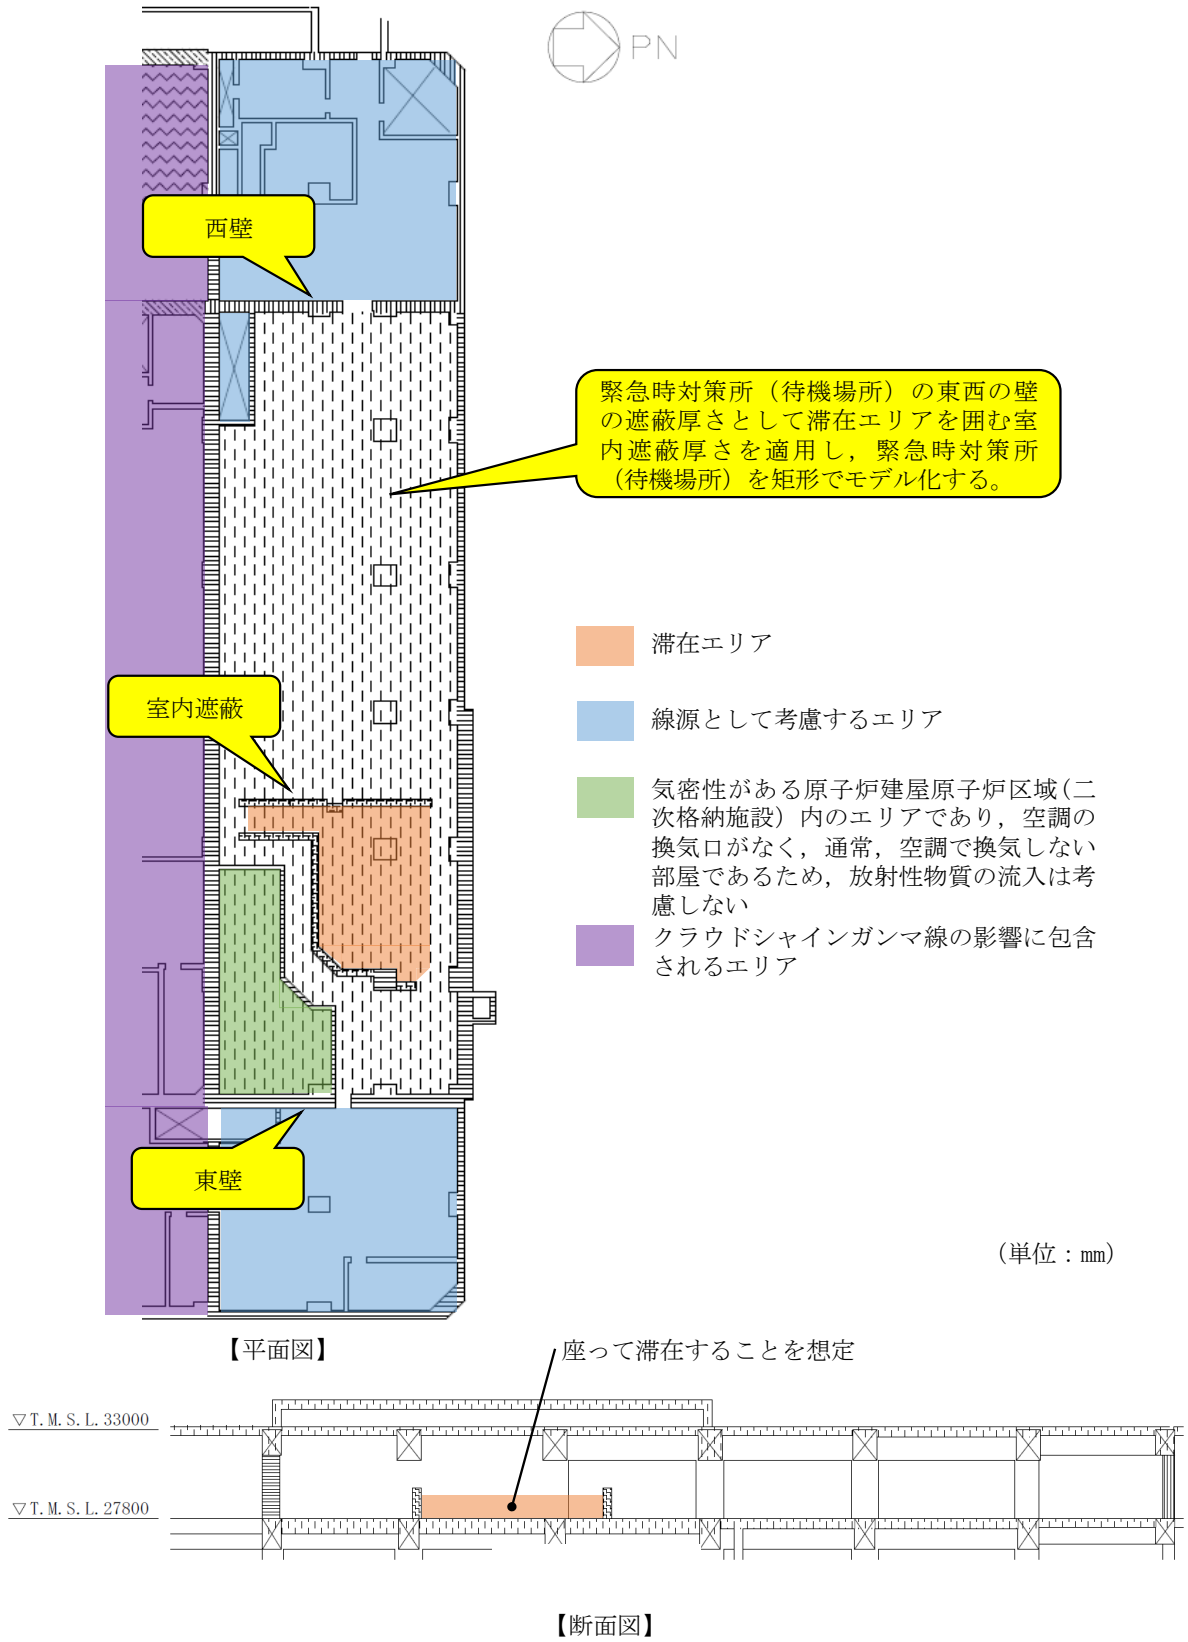 PN
西壁
緊急時対策所（待機場所）の東西の壁
の遮蔽厚さとして滞在エリアを囲む室
内遮蔽厚さを適用し，緊急時対策所
（待機場所）を矩形でモデル化する。
滞在エリア
室内遮蔽
線源として考慮するエリア
気密性がある原子炉建屋原子炉区域(二
次格納施設）内のエリアであり，空調の
換気口がなく，通常，空調で換気しない
部屋であるため，放射性物質の流入は考
慮しない
クラウドシャインガンマ線の影響に包含
されるエリア
東壁
（単位：mm）
【平面図】
座って滞在することを想定
▽T.M.S.L.33000
▽T.M.S.L.27800
【断面図】